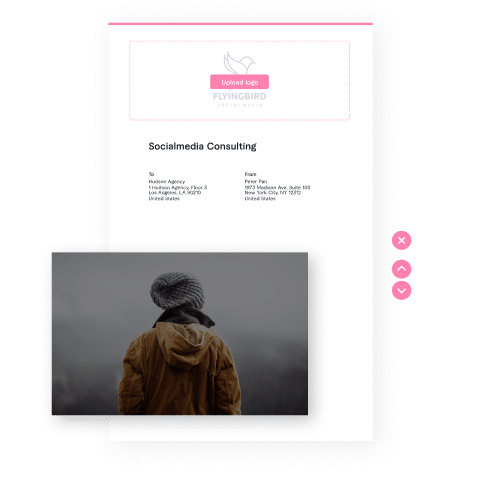 Upload logo
FLYINGBIRD
SOCIAL MEDIA
Socialmedia Consulting
To
From
Hudson Agency
Peter Pan
1 Hudson Agency, Floor 3
1873 Madison Ave, Suite 100
Los Angeles, LA 90210
New York City, NY 12312
United States
United States